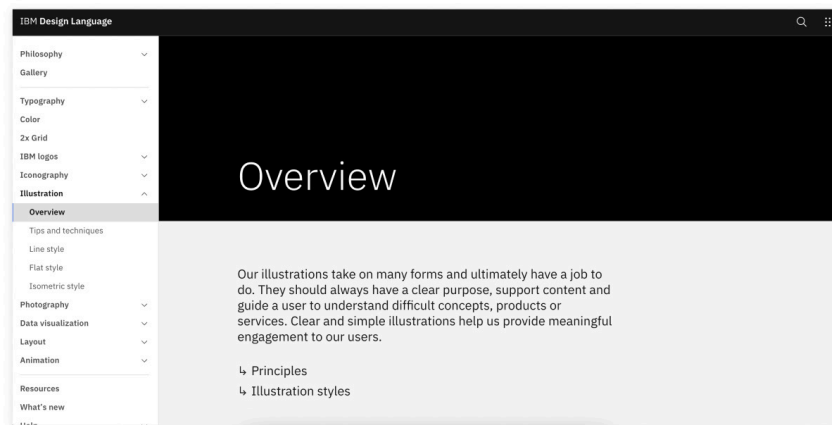 IBM Design Language
Philosophy
Gallery
Typography
Color
2x Grid
IBM logos
Iconography
Illustration
Overview
Tips and techniques
Line style
Flat style
Isometric style
Photography
Data visualization
Layout
Animation
Resources
What's new
Help
Overview
Our illustrations take on many forms and ultimately have a job to
do. They should always have a clear purpose, support content and
guide a user to understand difficult concepts, products or
services. Clear and simple illustrations help us provide meaningful
engagement to our users.
↳ Principles
↳ Illustration styles